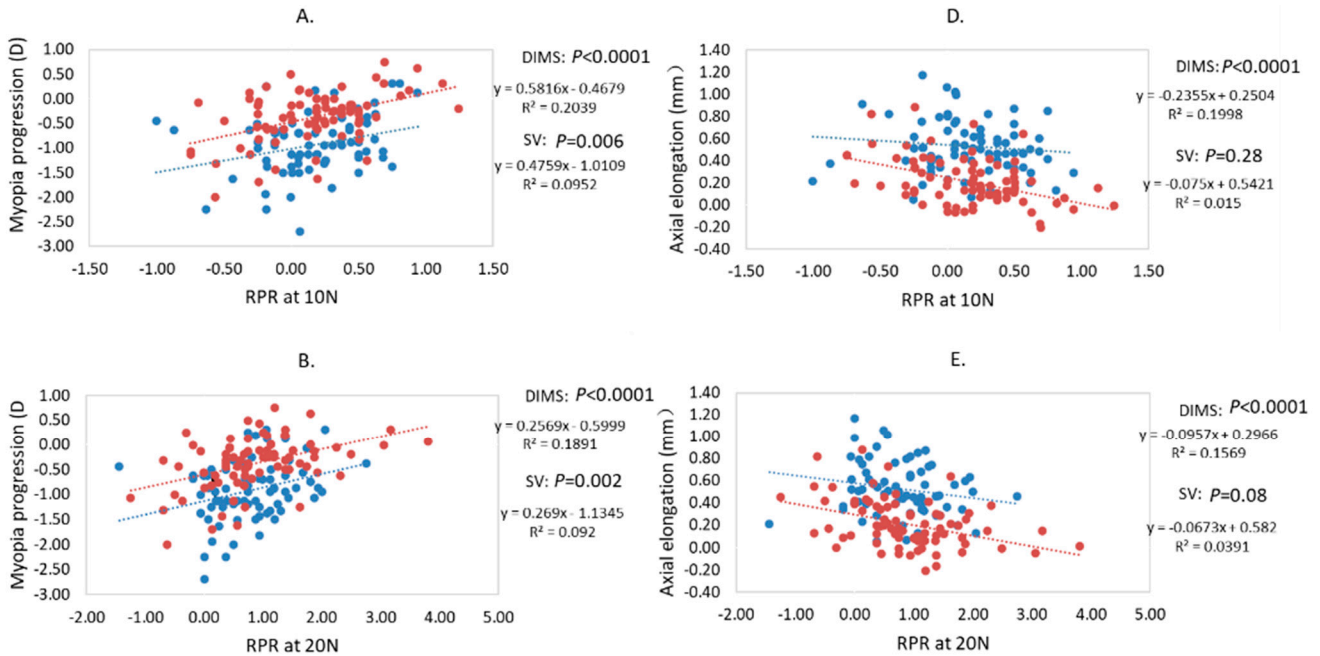 A.
Myopia progression (D)
1.00
0.50
0.00
-0.50
-1.00
-1.50
-2.00
-2.50
-3.00
-1.50 -1.00 -0.50 0.00 0.50 1.00 1.50
RPR at 10N
DIMS: P<0.0001
y = 0.5816x - 0.4679
R² = 0.2039
SV: P=0.006
y = 0.4759x - 1.0109
R² = 0.0952
D.
Axial elongation (mm)
1.40
1.20
1.00
0.80
0.60
0.40
0.20
0.00
-0.20
-0.40
-1.50 -1.00 -0.50 0.00 0.50 1.00 1.50
RPR at 10N
DIMS: P<0.0001
y = -0.2355x + 0.2504
R² = 0.1998
SV: P=0.28
y = -0.075x + 0.5421
R² = 0.015
B.
Myopia progression (D
1.00
0.50
0.00
-0.50
-1.00
-1.50
-2.00
-2.50
-3.00
-2.00 -1.00 0.00 1.00 2.00 3.00 4.00 5.00
RPR at 20N
DIMS: P<0.0001
y = 0.2569x - 0.5999
R² = 0.1891
SV: P=0.002
y = 0.269x - 1.1345
R² = 0.092
E.
Axial elongation (mm)
1.40
1.20
1.00
0.80
0.60
0.40
0.20
0.00
-0.20
-0.40
-2.00 -1.00 0.00 1.00 2.00 3.00 4.00 5.00
RPR at 20N
DIMS: P<0.0001
y = -0.0957x + 0.2966
R² = 0.1569
SV: P=0.08
y = -0.0673x + 0.582
R² = 0.0391